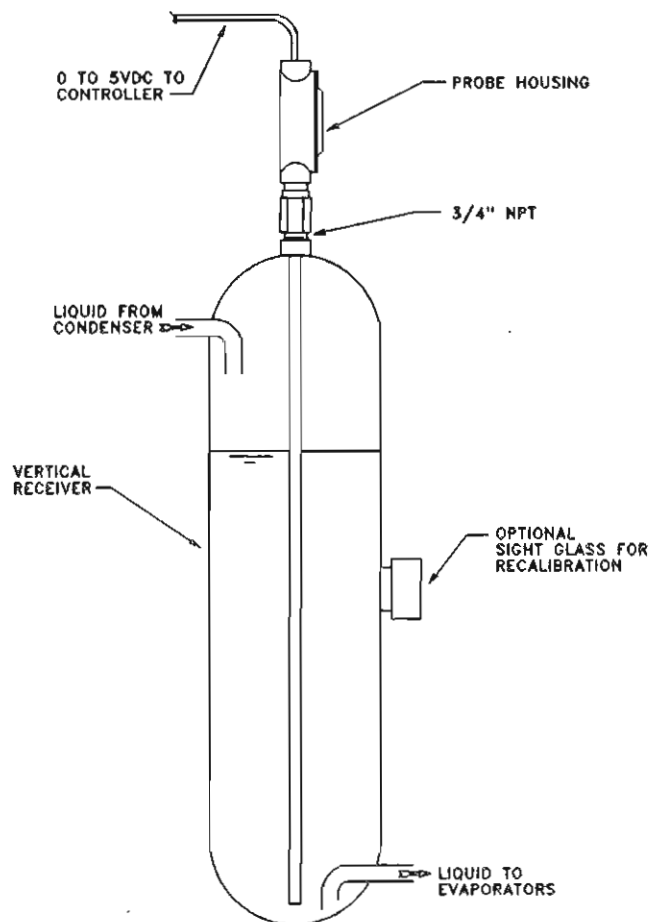 0 TO 5VDC TO
CONTROLLER
PROBE HOUSING
3/4" NPT
LIQUID FROM
CONDENSER
VERTICAL
RECEIVER
OPTIONAL
SIGHT GLASS FOR
RECALIBRATION
LIQUID TO
EVAPORATORS